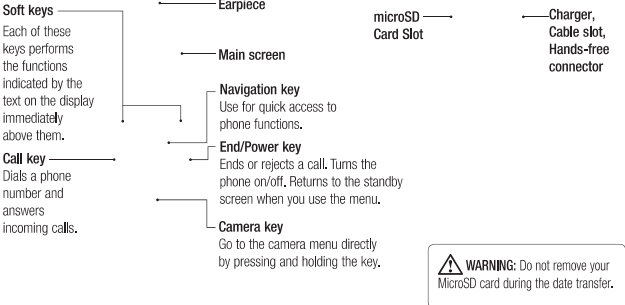 Soft keys
Each of these
keys performs
the functions
indicated by the
text on the display
immediately
above them.
Call key
Dials a phone
number and
answers
incoming calls.
Earpiece
Main screen
Navigation key
Use for quick access to
phone functions.
End/Power key
Ends or rejects a call. Turns the
phone on/off. Returns to the standby
screen when you use the menu.
Camera key
Go to the camera menu directly
by pressing and holding the key.
microSD
Card Slot
Charger,
Cable slot,
Hands-free
connector
WARNING: Do not remove your
MicroSD card during the date transfer.